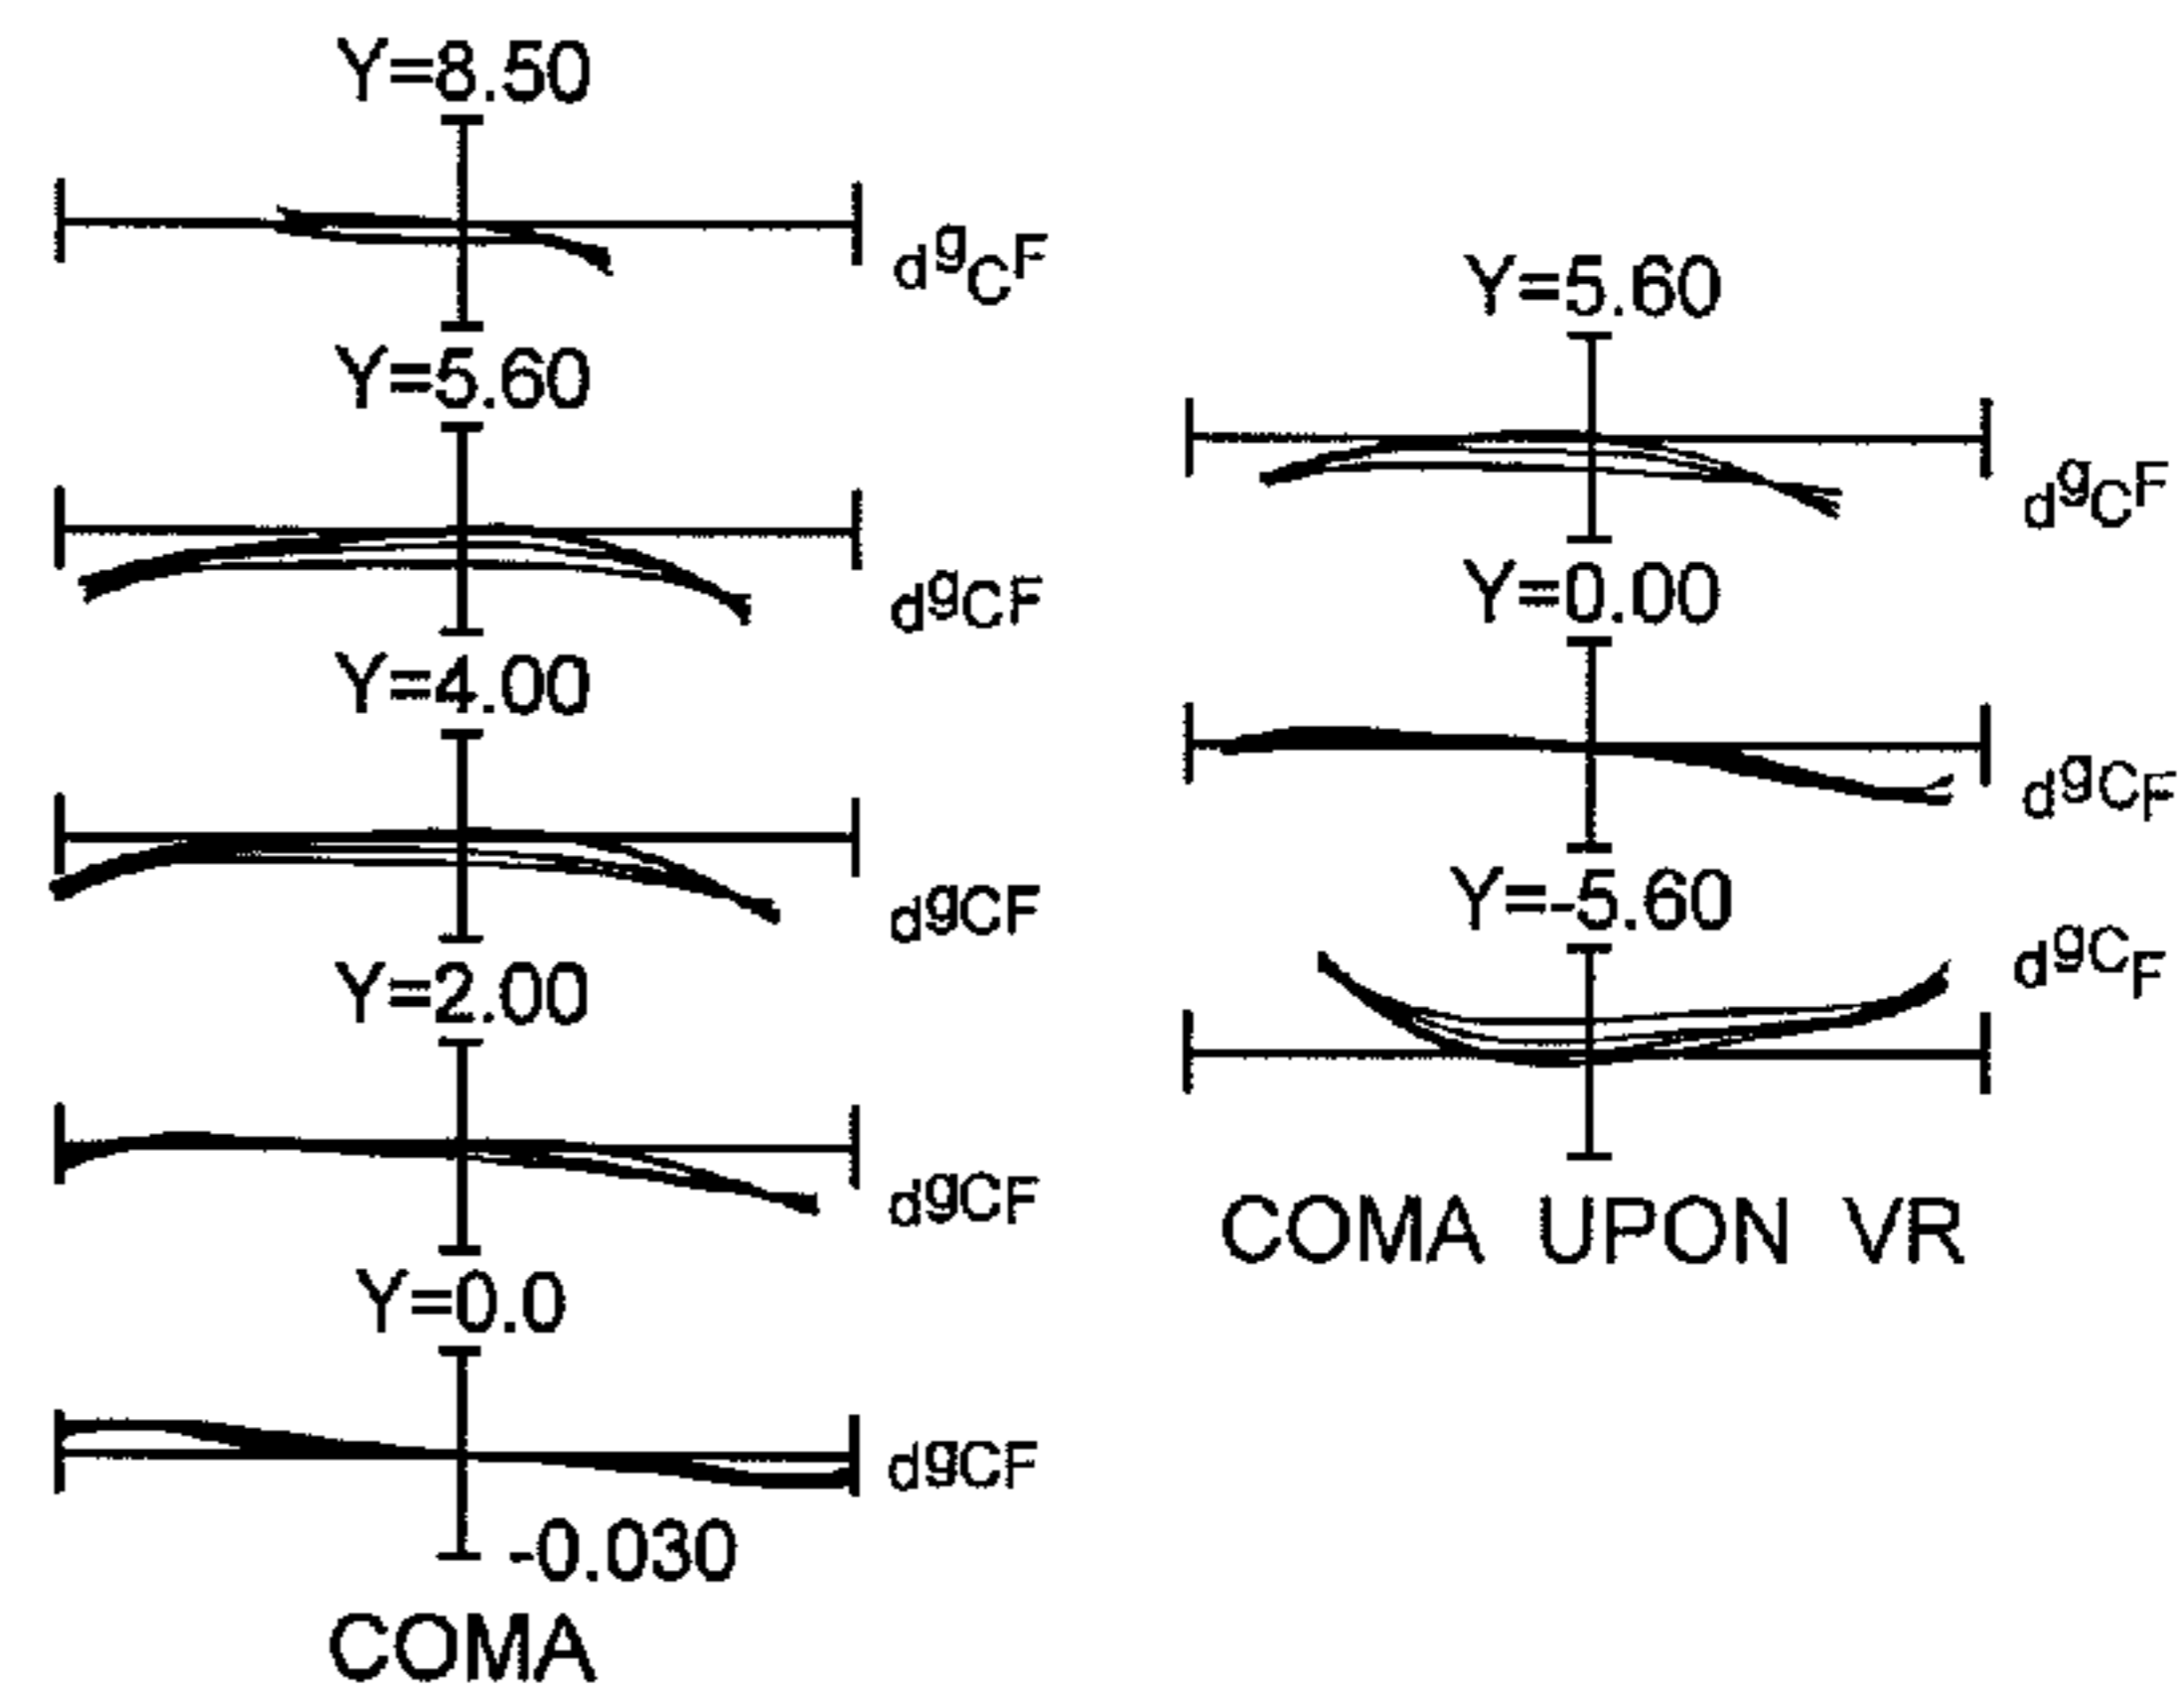 Y=8.50
dgCF
Y=5.60
dgCF
Y=4.00
dgCF
Y=2.00
dgCF
Y=0.0
dgCF
-0.030
COMA
Y=5.60
dgCF
Y=0.00
dgCF
Y=-5.60
dgCF
COMA UPON VR